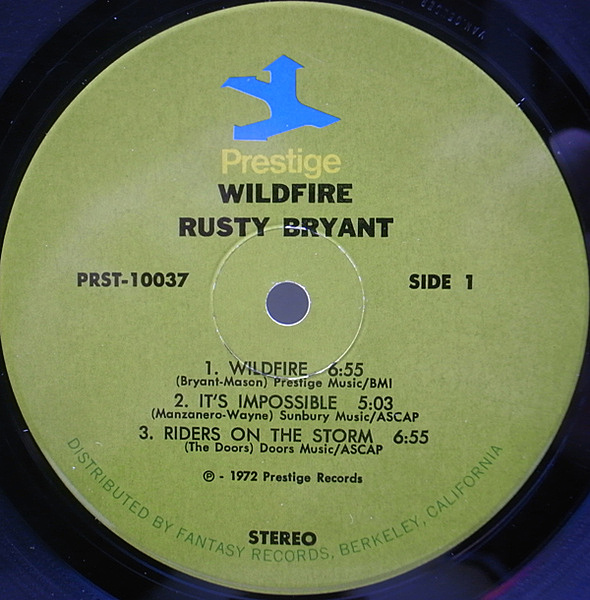 Prestige
WILDFIRE
RUSTY BRYANT
PRST-10037
SIDE 1
1. WILDFIRE 6:55
(Bryant-Mason) Prestige Music/BMI
2. IT'S IMPOSSIBLE 5:03
(Manzanero-Wayne) Sunbury Music/ASCAP
3. RIDERS ON THE STORM 6:55
(The Doors) Doors Music/ASCAP
℗ - 1972 Prestige Records
STEREO
DISTRIBUTED BY FANTASY RECORDS, BERKELEY, CALIFORNIA